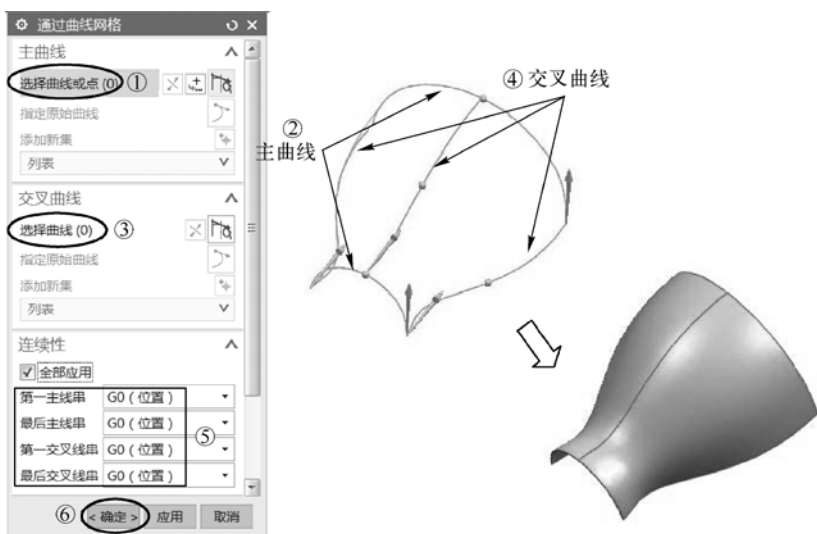 通过曲线网格
主曲线
选择曲线或点 (0) ①
指定原始曲线
添加新集
列表
交叉曲线
选择曲线 (0) ③
指定原始曲线
添加新集
列表
连续性
全部应用
第一主线串 G0 ( 位置 )
最后主线串 G0 ( 位置 )
⑤
第一交叉线串 G0 ( 位置 )
最后交叉线串 G0 ( 位置 )
⑥ < 确定 > 应用 取消
④ 交叉曲线
②
主曲线